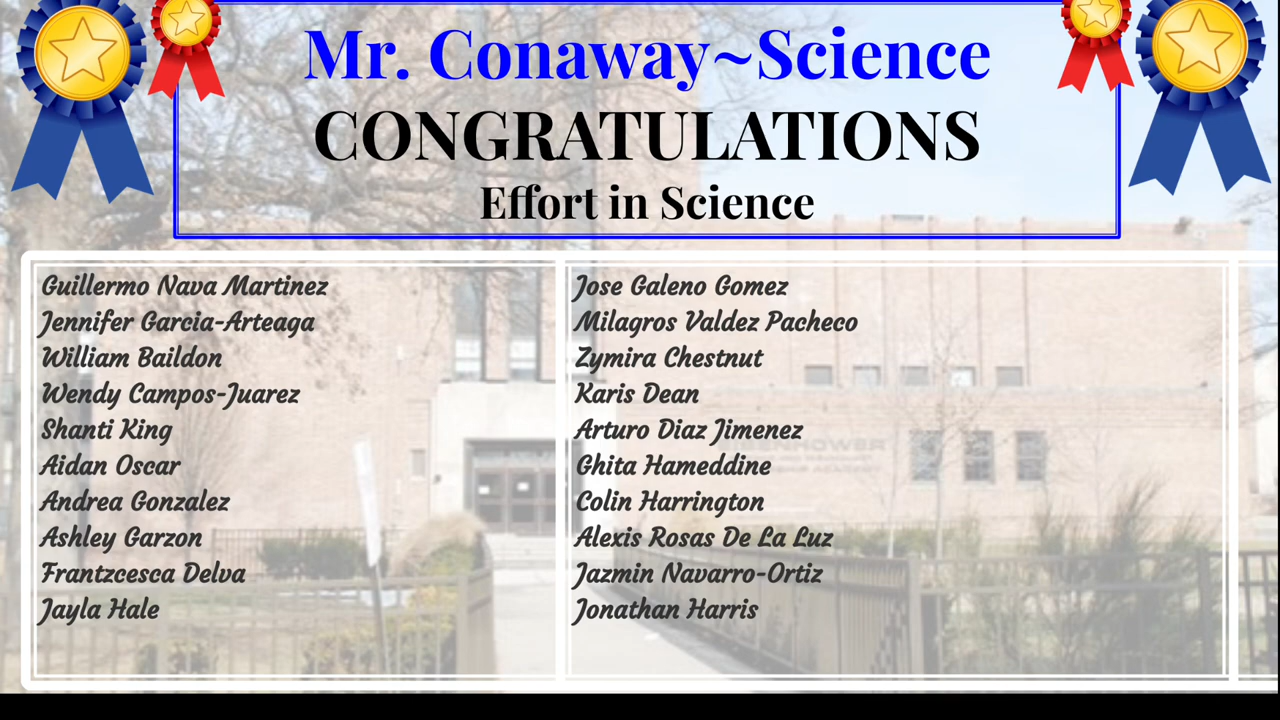 Mr. Conaway~Science
CONGRATULATIONS
Effort in Science
Guillermo Nava Martinez
Jennifer Garcia-Arteaga
William Baildon
Wendy Campos-Juarez
Shanti King
Aidan Oscar
Andrea Gonzalez
Ashley Garzon
Frantzcesca Delva
Jayla Hale
Jose Galeno Gomez
Milagros Valdez Pacheco
Zymira Chestnut
Karis Dean
Arturo Diaz Jimenez
Ghita Hameddine
Colin Harrington
Alexis Rosas De La Luz
Jazmin Navarro-Ortiz
Jonathan Harris